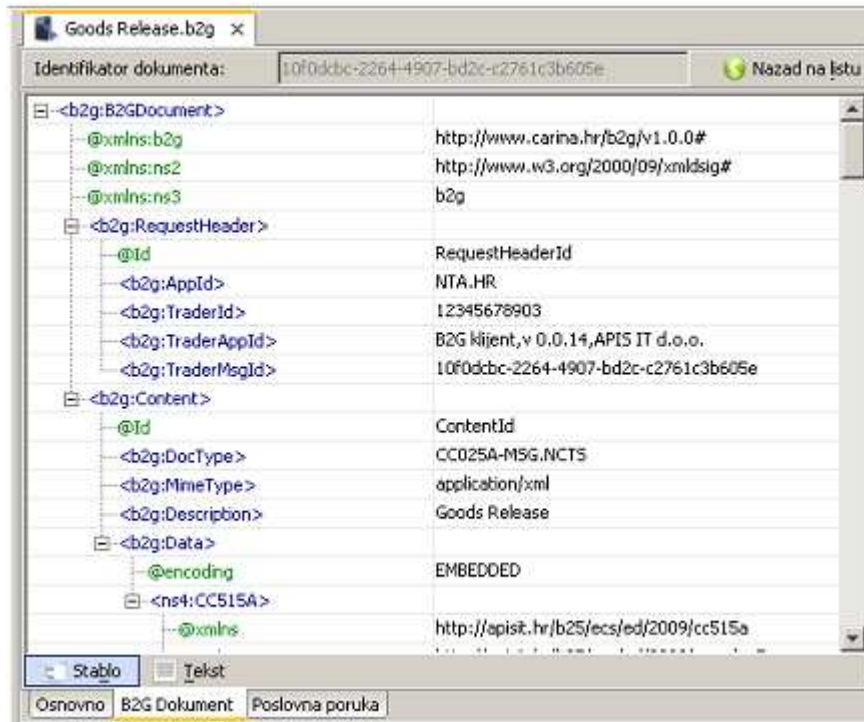 Goods Release.b2g
Identifikator dokumenta: 10f0dcbc-2264-4907-bd2c-c2761c3b605e Nazad na listu
<b2g:B2GDocument>
@xmlns:b2g http://www.carina.hr/b2g/v1.0.0#
@xmlns:ns2 http://www.w3.org/2000/09/xmldsig#
@xmlns:ns3 b2g
<b2g:RequestHeader>
@Id RequestHeaderId
<b2g:AppId> NTA.HR
<b2g:TraderId> 12345678903
<b2g:TraderAppId> B2G klijent,v 0.0.14,APIS IT d.o.o.
<b2g:TraderMsgId> 10f0dcbc-2264-4907-bd2c-c2761c3b605e
<b2g:Content>
@Id ContentId
<b2g:DocType> CC025A-MSG.NCTS
<b2g:MimeType> application/xml
<b2g:Description> Goods Release
<b2g:Data>
@encoding EMBEDDED
<ns4:CC515A>
@xmlns http://apisit.hr/b25/ecs/ed/2009/cc515a
Stablo Tekst
Osnovno B2G Dokument Poslovna poruka